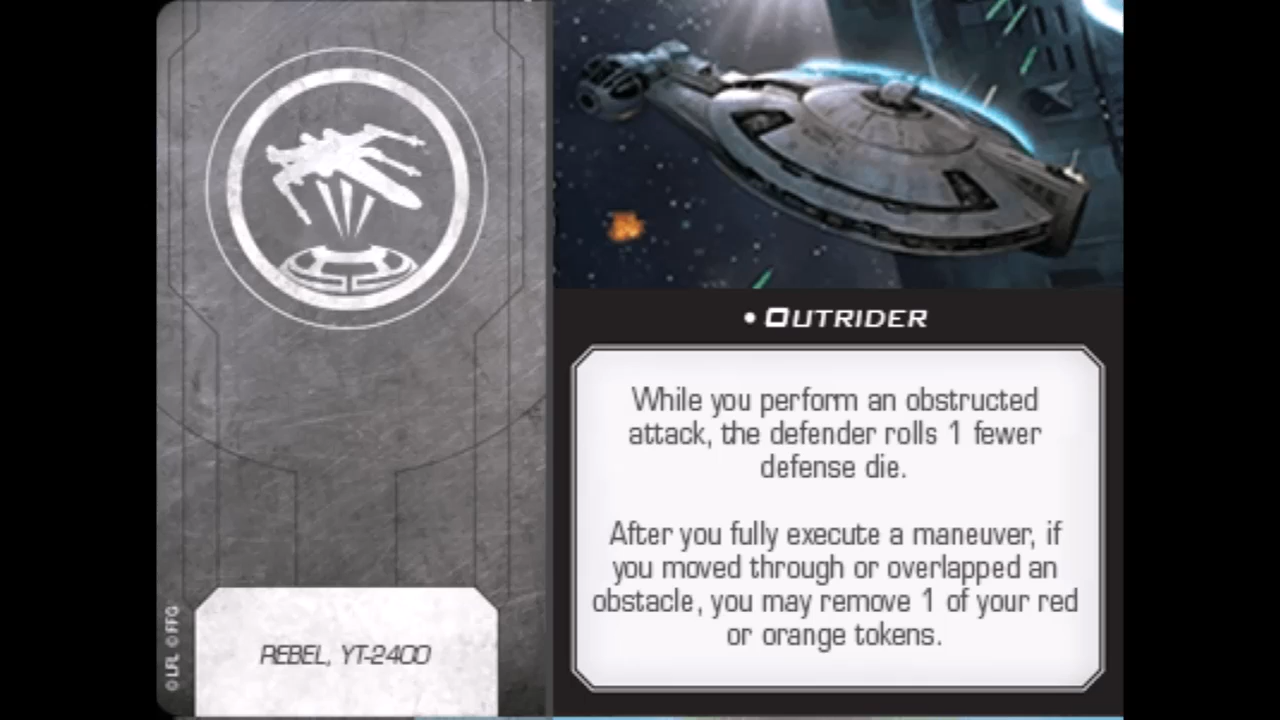 • OUTRIDER
While you perform an obstructed
attack, the defender rolls 1 fewer
defense die.
After you fully execute a maneuver, if
you moved through or overlapped an
obstacle, you may remove 1 of your red
or orange tokens.
REBEL, YT-2400
© LFL © FFG